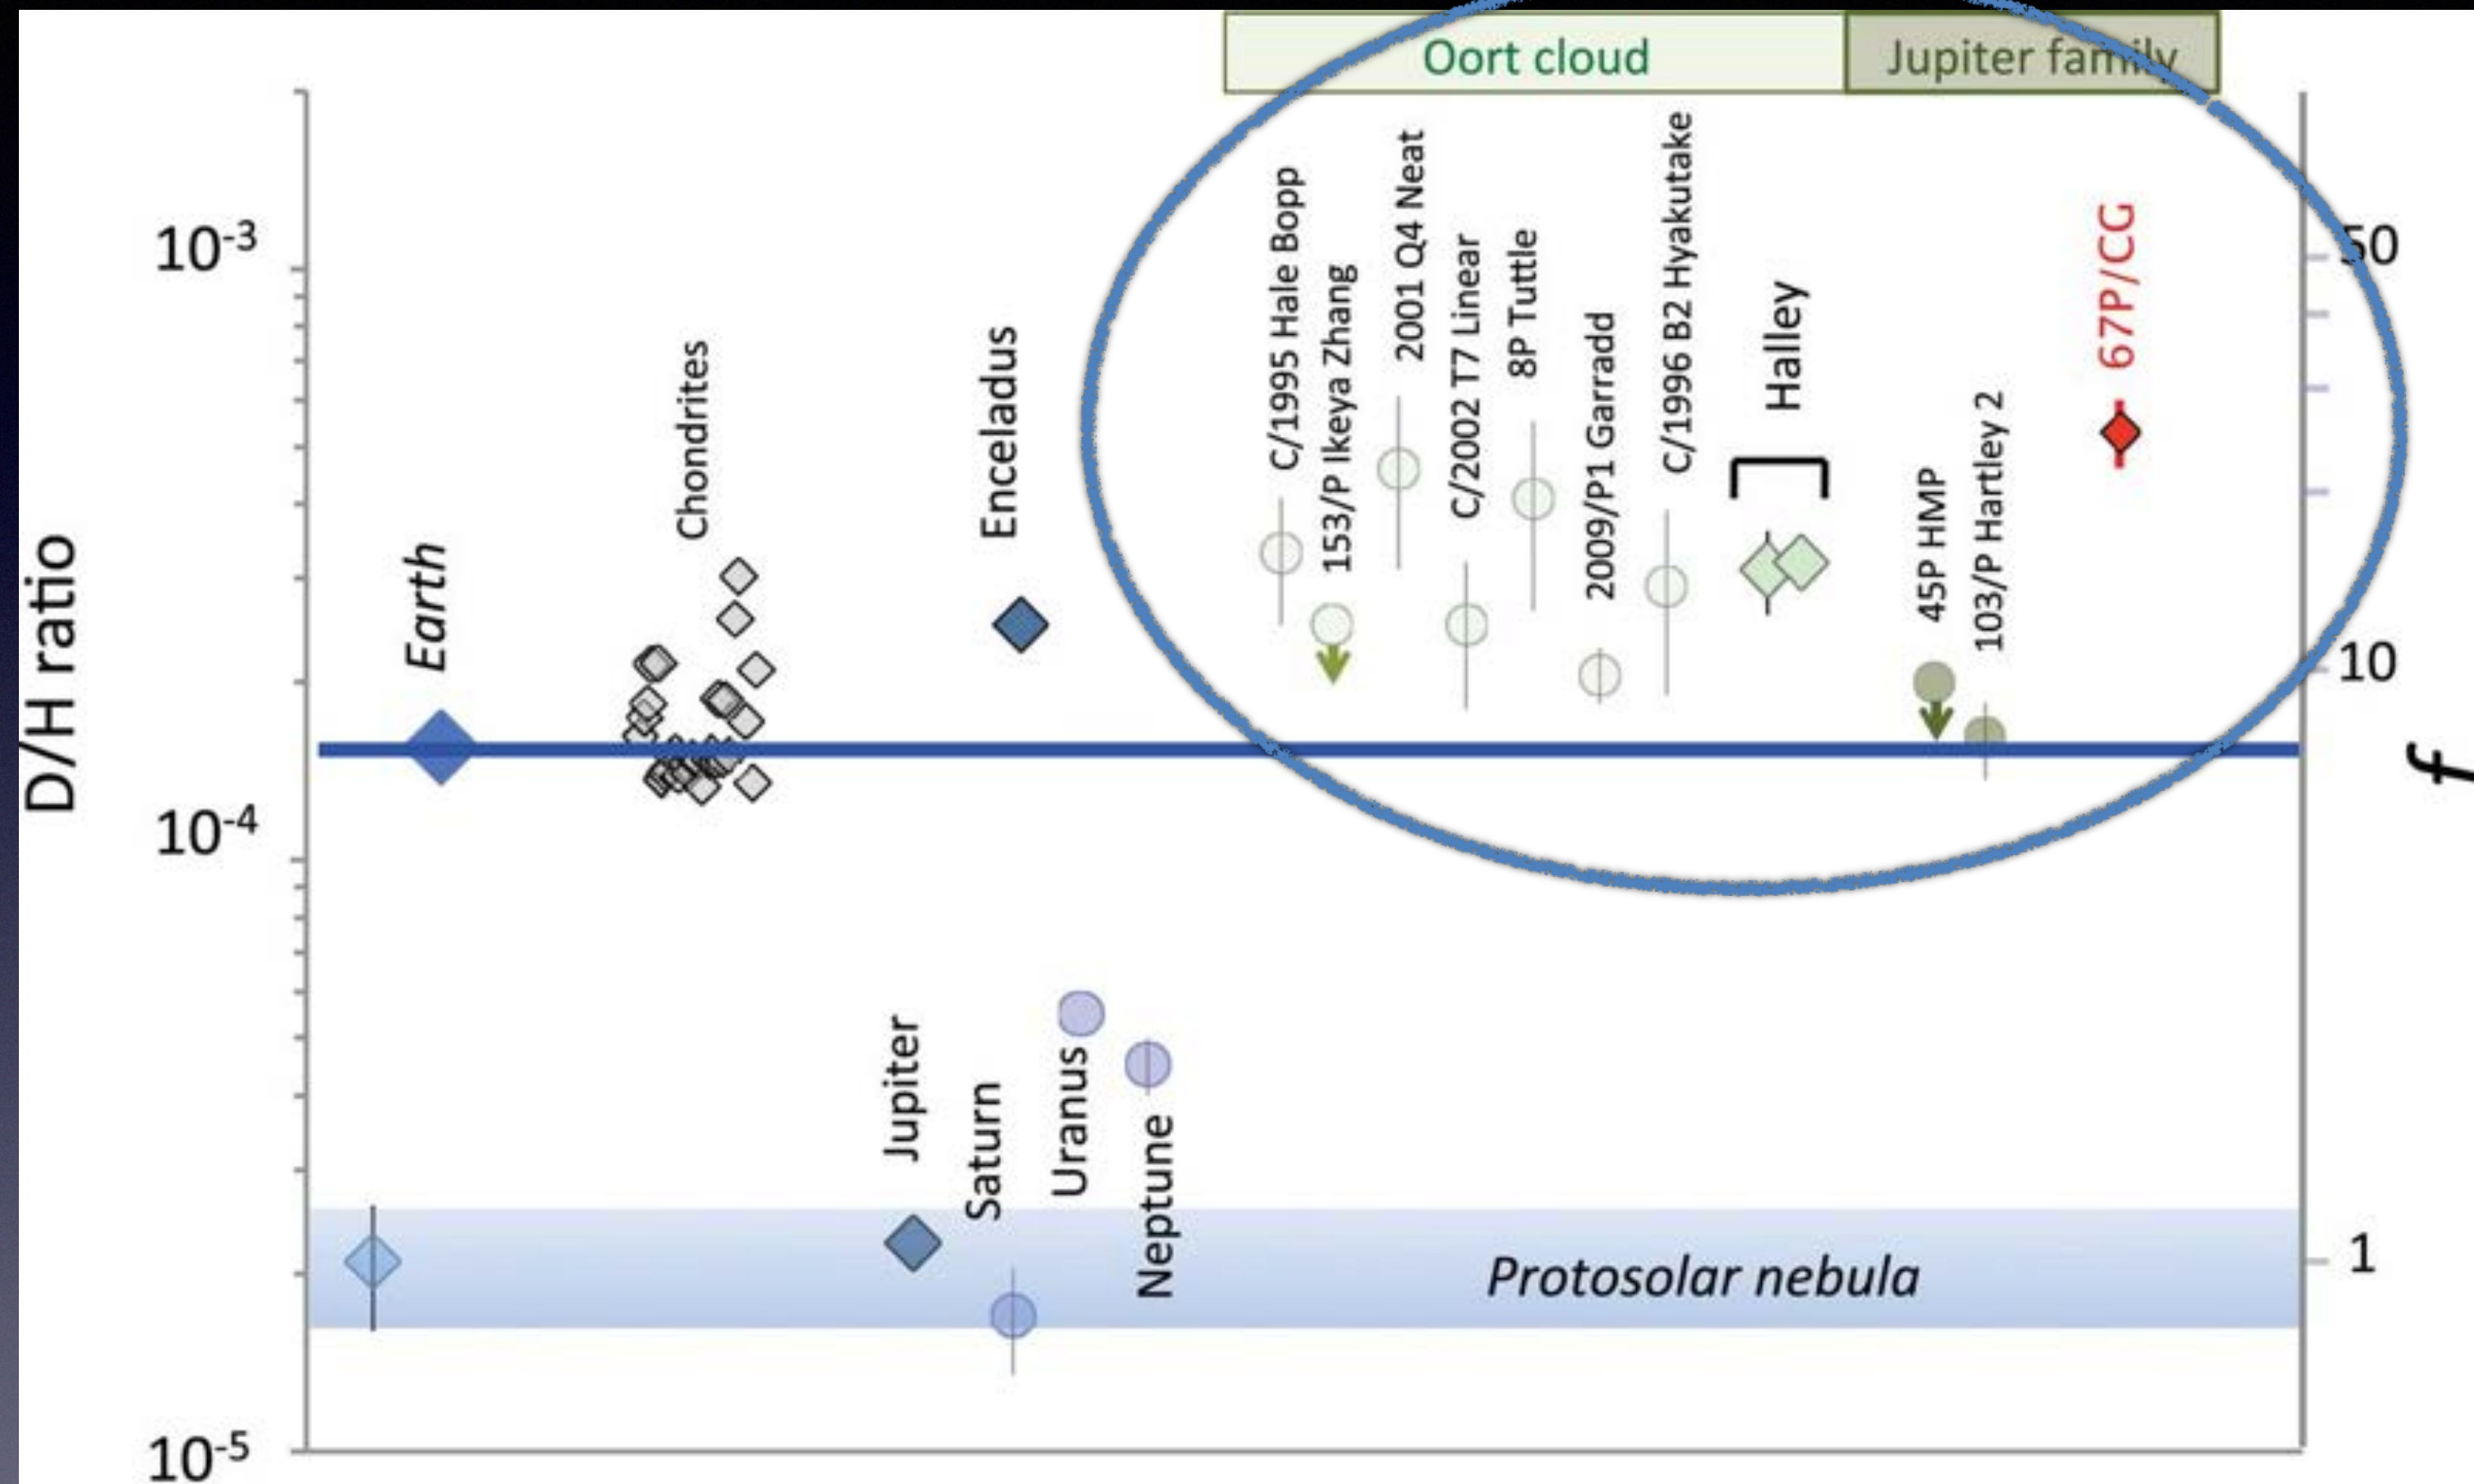 Oort cloud
Jupiter family
D/H ratio
10-3
10-4
10-5
Earth
Chondrites
Enceladus
C/1995 Hale Bopp
153/P Ikeya Zhang
2001 Q4 Neat
C/2002 T7 Linear
8P Tuttle
2009/P1 Garradd
C/1996 B2 Hyakutake
Halley
45P HMP
103/P Hartley 2
67P/CG
Jupiter
Saturn
Uranus
Neptune
Protosolar nebula
50
10
1
f